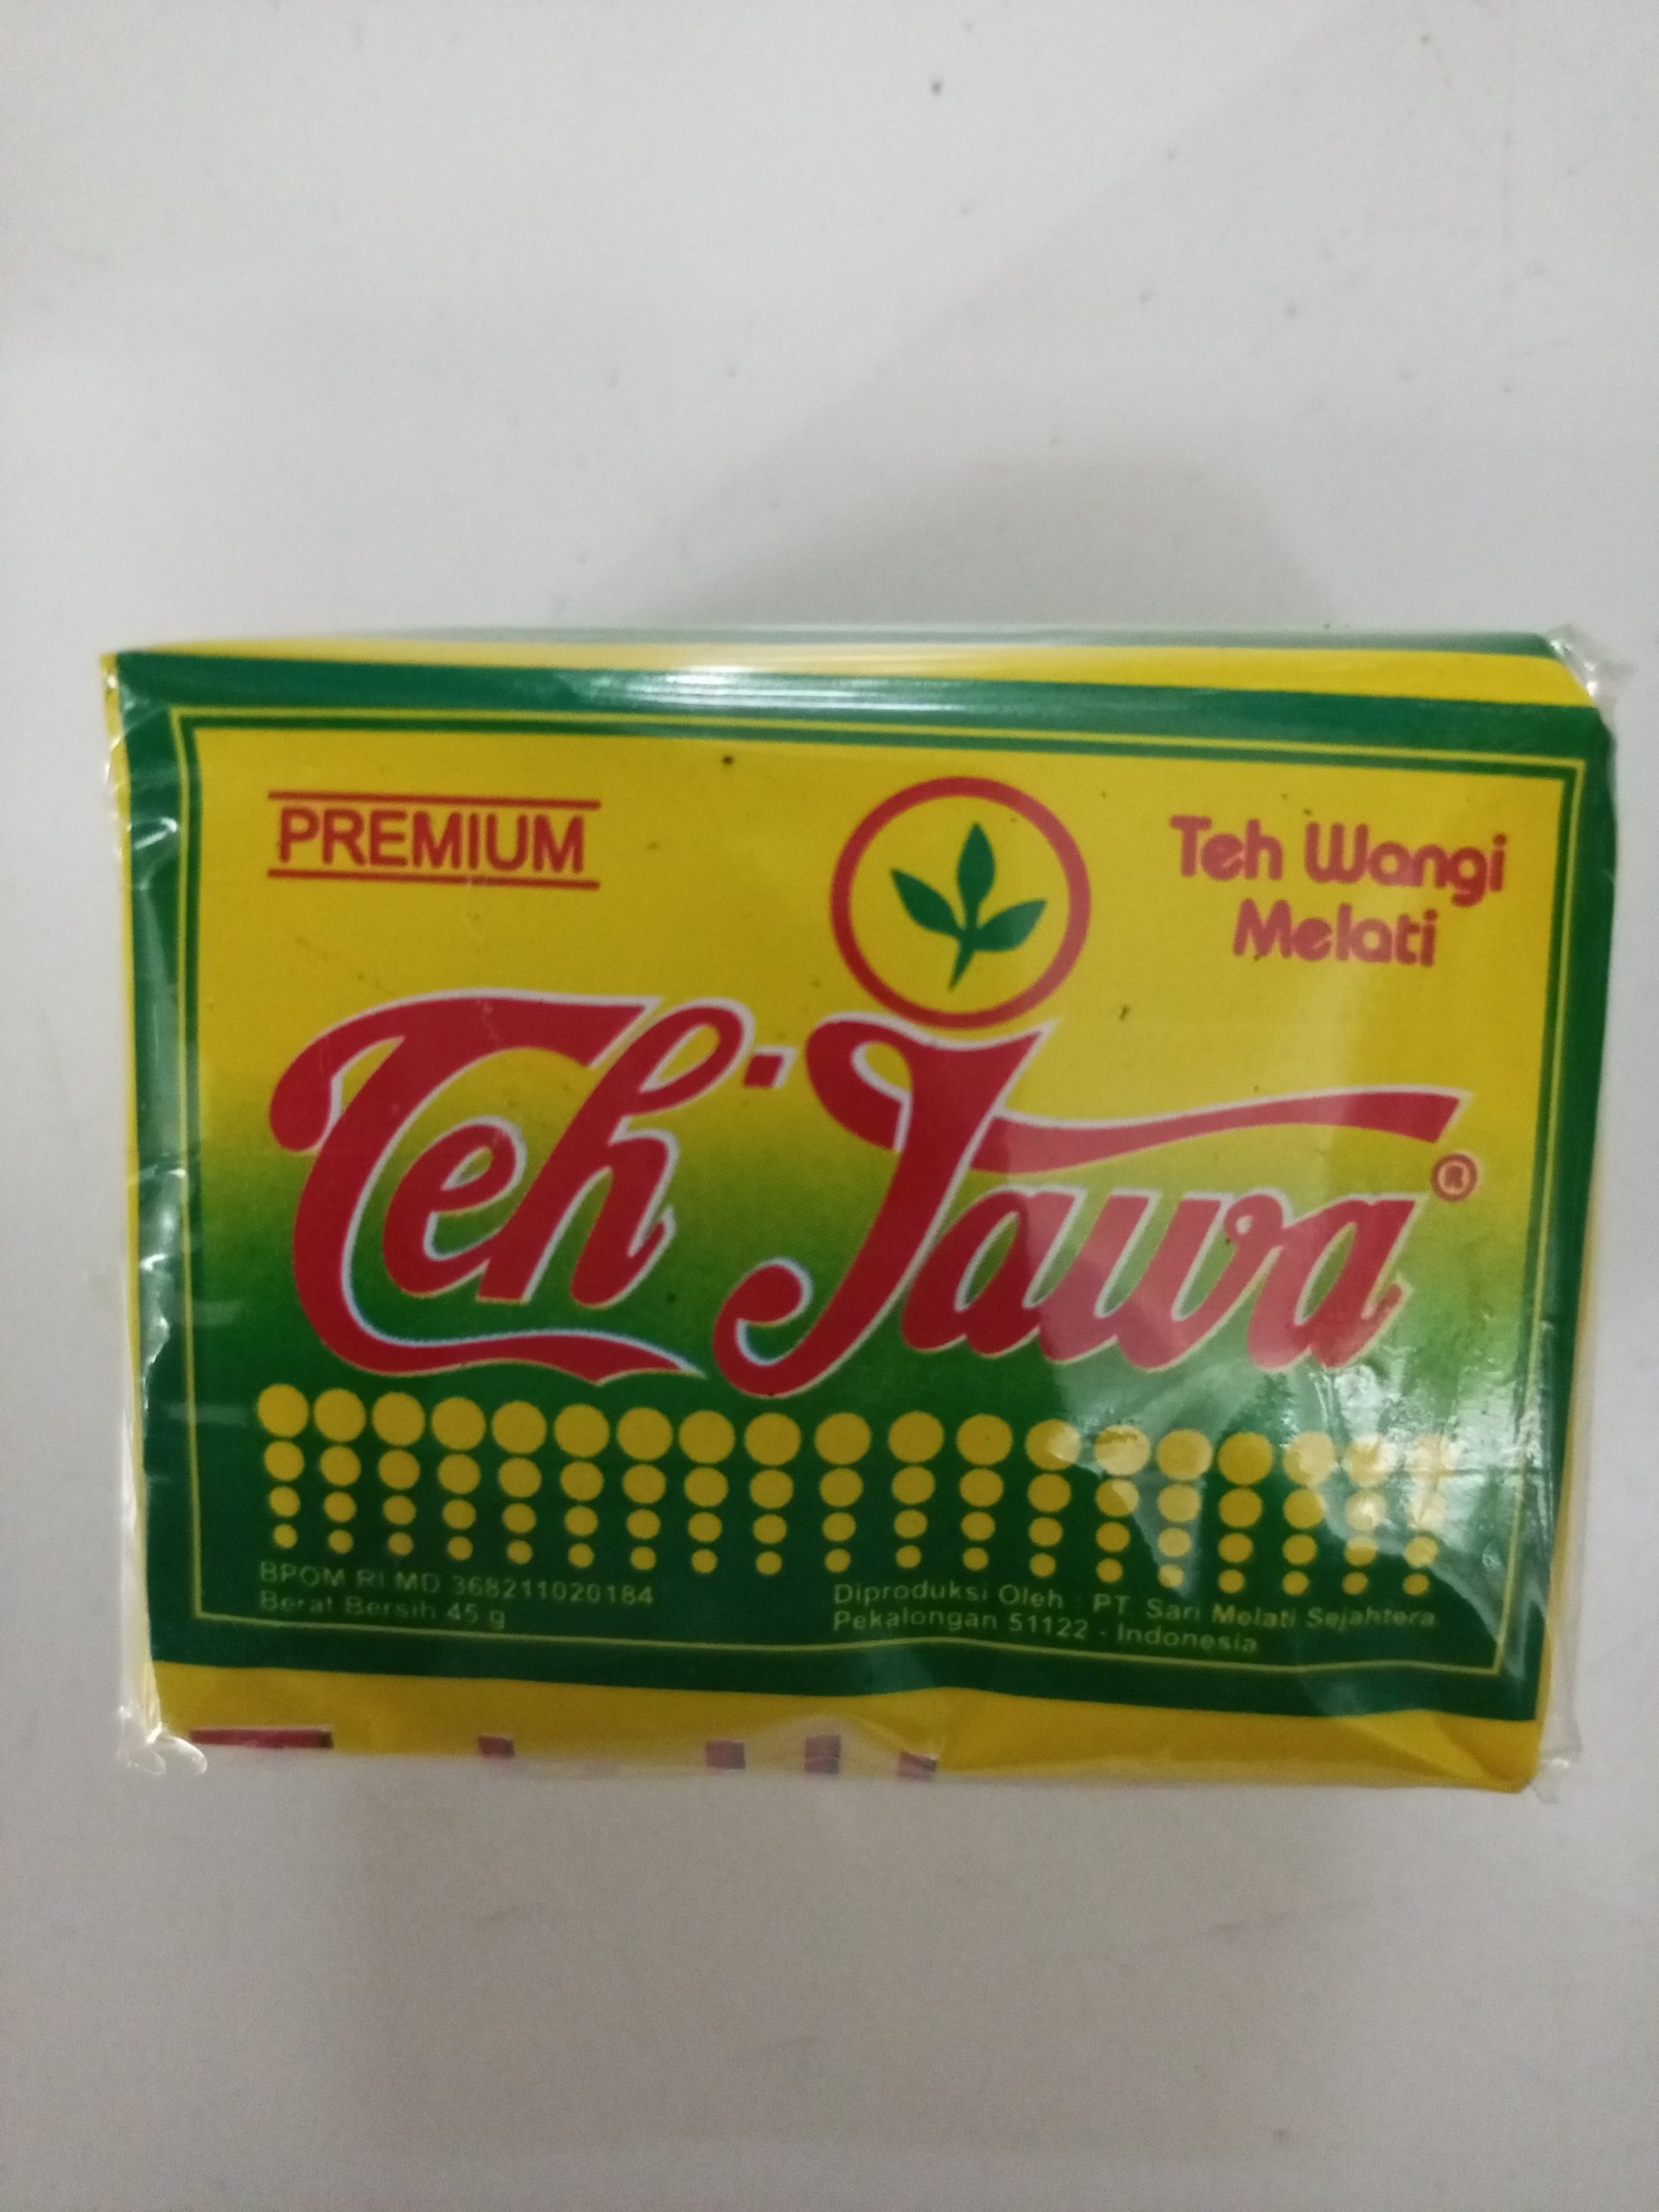 PREMIUM
Teh Wangi
Melati
Teh Jawa®
BPOM RI MD 368211020184
Berat Bersih 45 g
Diproduksi Oleh : PT. Sari Melati Sejahtera
Pekalongan 51122 - Indonesia